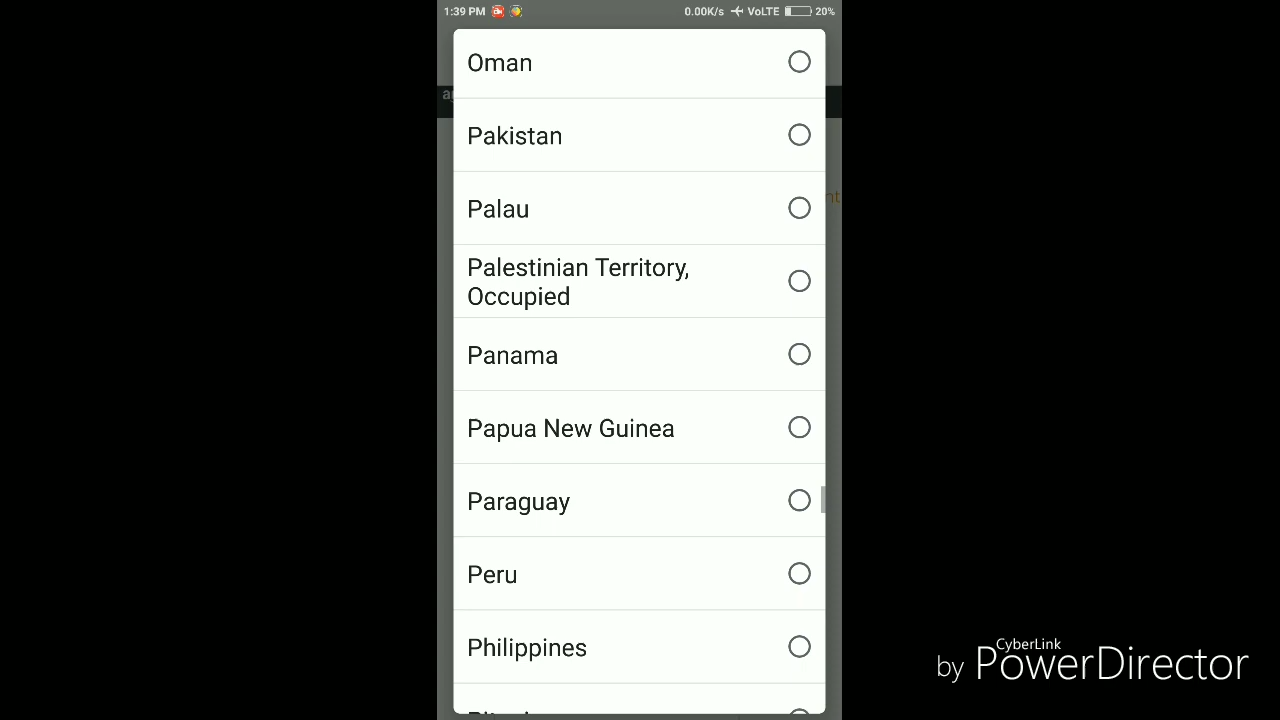 1:39 PM 0.00K/s VoLTE 20%
Oman
Pakistan
Palau
Palestinian Territory,
Occupied
Panama
Papua New Guinea
Paraguay
Peru
Philippines
CyberLink
by PowerDirector